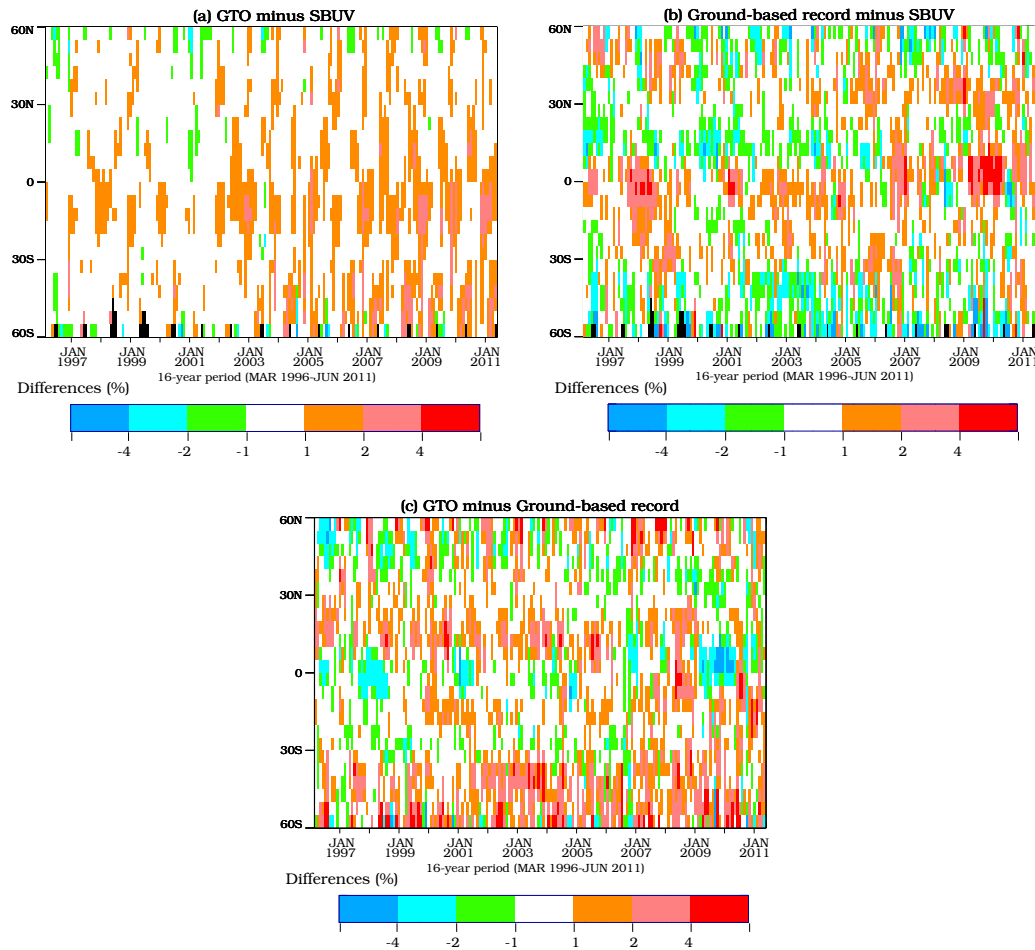 (a) GTO minus SBUV
60N
30N
0
30S
60S
JAN JAN JAN JAN JAN JAN JAN JAN
1997 1999 2001 2003 2005 2007 2009 2011
16-year period (MAR 1996-JUN 2011)
Differences (%)
-4 -2 -1 1 2 4
(b) Ground-based record minus SBUV
60N
30N
0
30S
60S
JAN JAN JAN JAN JAN JAN JAN JAN
1997 1999 2001 2003 2005 2007 2009 2011
16-year period (MAR 1996-JUN 2011)
Differences (%)
-4 -2 -1 1 2 4
(c) GTO minus Ground-based record
60N
30N
0
30S
60S
JAN JAN JAN JAN JAN JAN JAN JAN
1997 1999 2001 2003 2005 2007 2009 2011
16-year period (MAR 1996-JUN 2011)
Differences (%)
-4 -2 -1 1 2 4